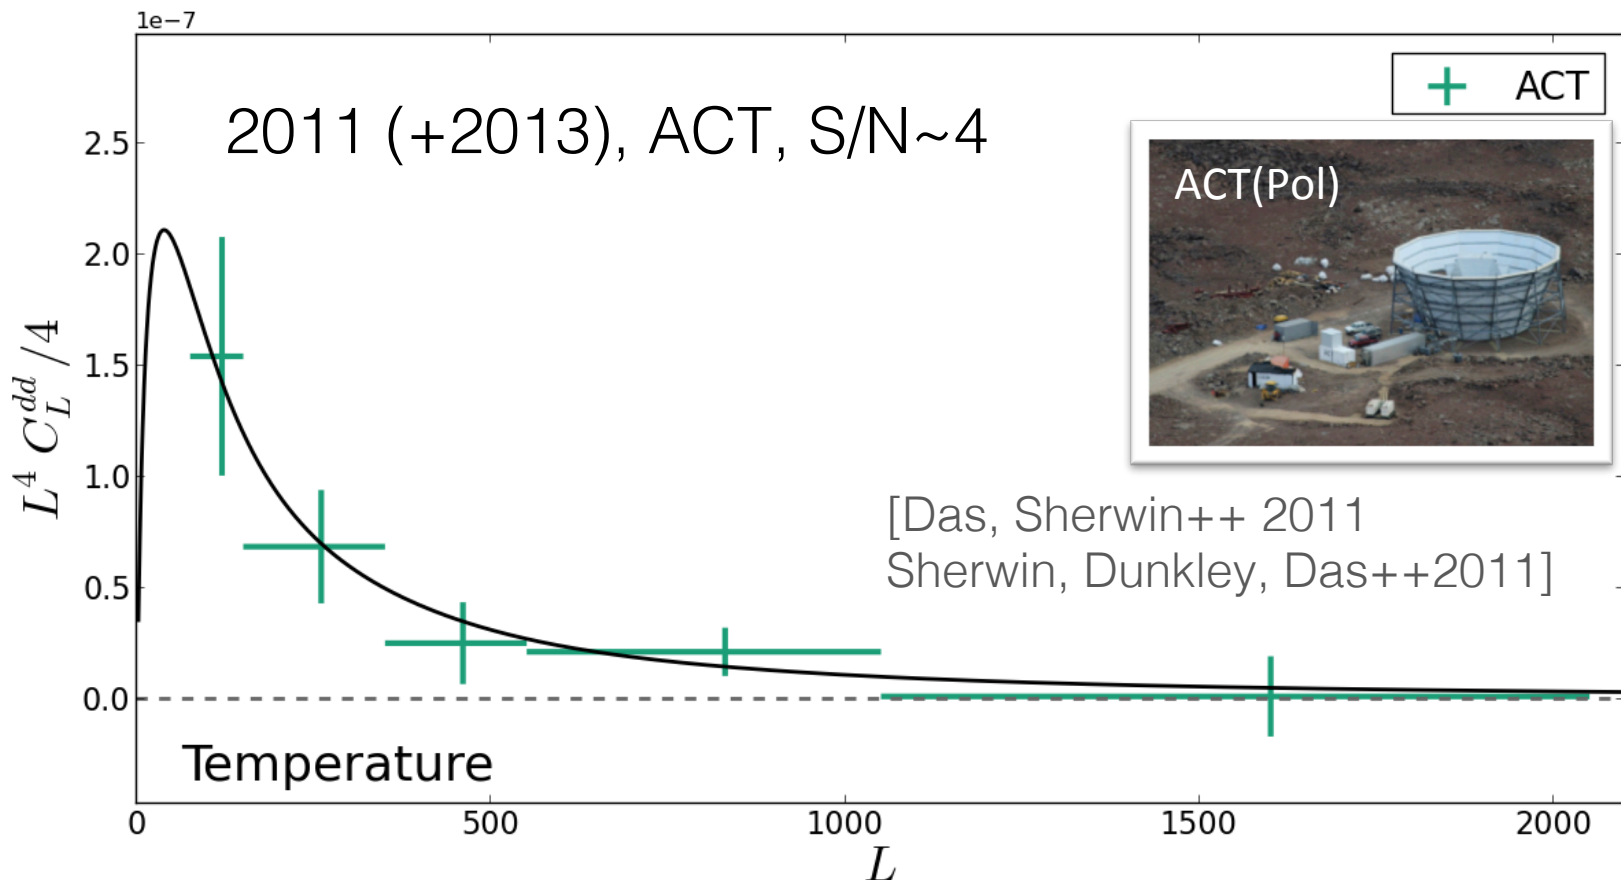 1e−7
2011 (+2013), ACT, S/N~4
ACT
ACT(Pol)
2.5
2.0
1.5
1.0
0.5
0.0
L⁴ C_L^{dd} /4
[Das, Sherwin++ 2011
Sherwin, Dunkley, Das++2011]
Temperature
0 500 1000 1500 2000
L